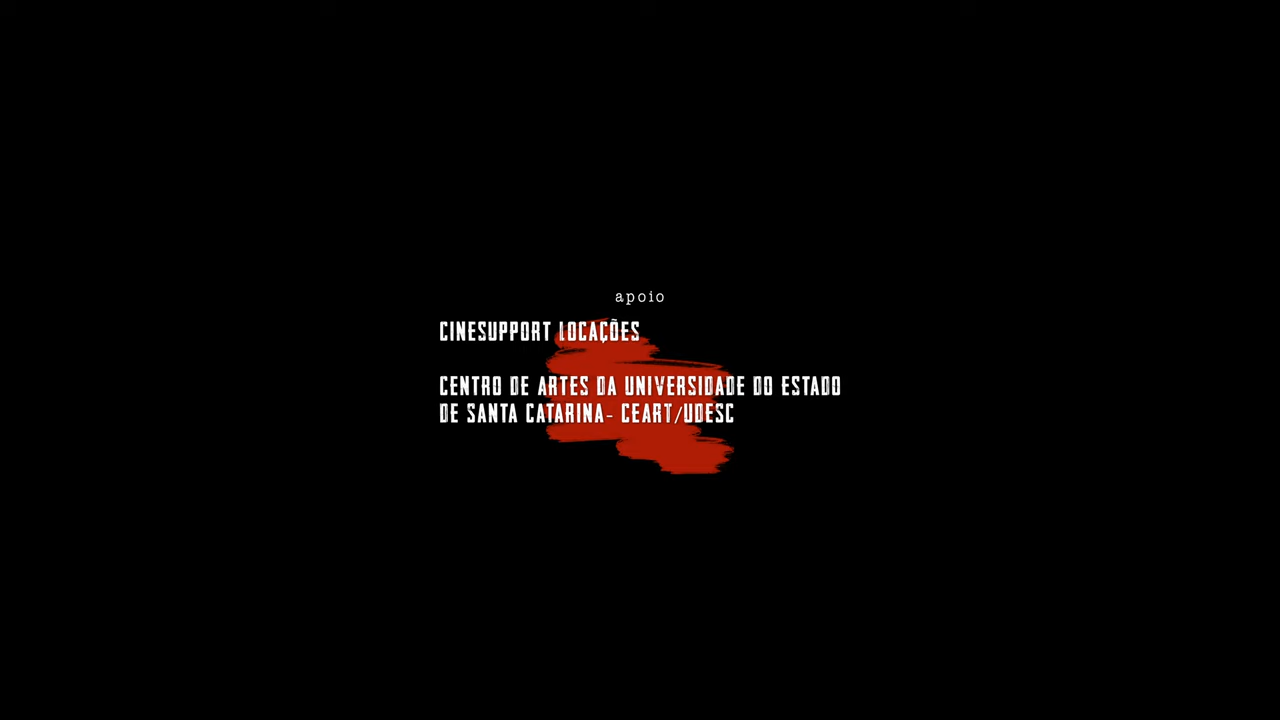 apoio
CINESUPPORT LOCAÇÕES
CENTRO DE ARTES DA UNIVERSIDADE DO ESTADO
DE SANTA CATARINA- CEART/UDESC